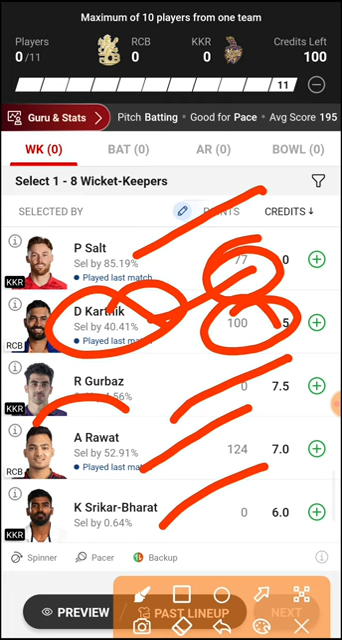 Maximum of 10 players from one team
Players RCB KKR Credits Left
0/11 0 0 100
11
Guru & Stats Pitch Batting • Good for Pace • Avg Score 195
WK (0) BAT (0) AR (0) BOWL (0)
Select 1 - 8 Wicket-Keepers
SELECTED BY CREDITS↓
P Salt
Sel by 85.19% 77
Played last match
KKR
D Karthik
Sel by 40.41% 100
Played last match
RCB
R Gurbaz
0 7.5
KKR
A Rawat
Sel by 52.91% 124 7.0
Played last
RCB
K Srikar-Bharat
Sel by 0.64% 0 6.0
KKR
Spinner Pacer Backup
PREVIEW PAST LINEUP NEXT